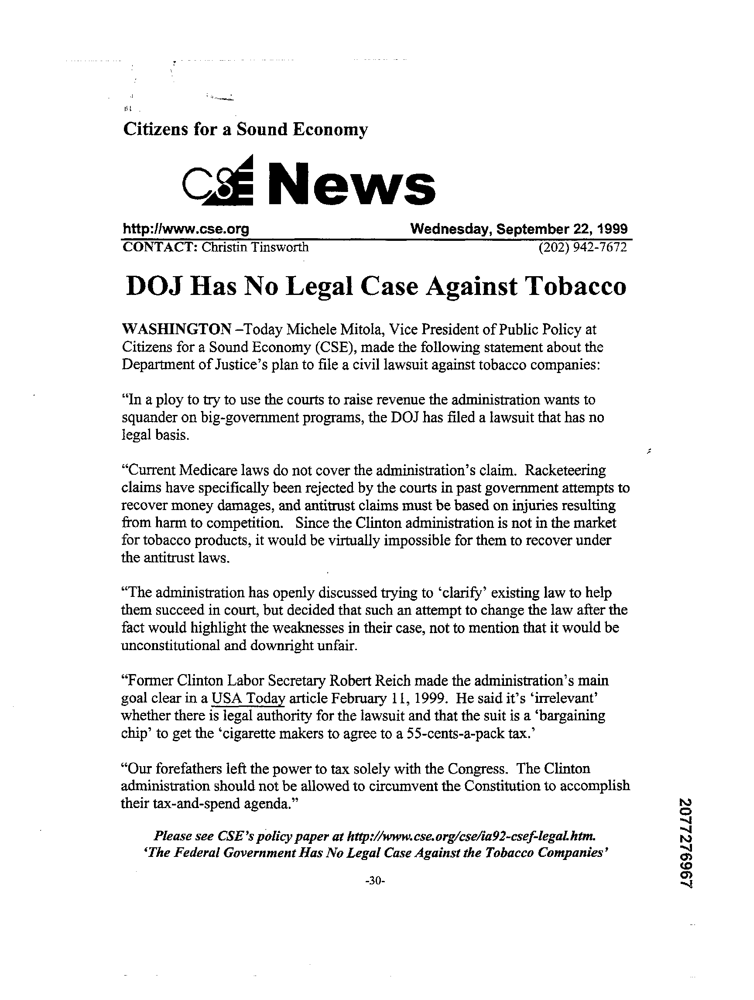 Citizens for a Sound Economy
CSE News
http://www.cse.org Wednesday, September 22, 1999
CONTACT: Christin Tinsworth (202) 942-7672
DOJ Has No Legal Case Against Tobacco
WASHINGTON –Today Michele Mitola, Vice President of Public Policy at
Citizens for a Sound Economy (CSE), made the following statement about the
Department of Justice's plan to file a civil lawsuit against tobacco companies:
“In a ploy to try to use the courts to raise revenue the administration wants to
squander on big-government programs, the DOJ has filed a lawsuit that has no
legal basis.
“Current Medicare laws do not cover the administration's claim. Racketeering
claims have specifically been rejected by the courts in past government attempts to
recover money damages, and antitrust claims must be based on injuries resulting
from harm to competition. Since the Clinton administration is not in the market
for tobacco products, it would be virtually impossible for them to recover under
the antitrust laws.
“The administration has openly discussed trying to ‘clarify’ existing law to help
them succeed in court, but decided that such an attempt to change the law after the
fact would highlight the weaknesses in their case, not to mention that it would be
unconstitutional and downright unfair.
“Former Clinton Labor Secretary Robert Reich made the administration's main
goal clear in a USA Today article February 11, 1999. He said it's ‘irrelevant’
whether there is legal authority for the lawsuit and that the suit is a ‘bargaining
chip’ to get the ‘cigarette makers to agree to a 55-cents-a-pack tax.’
“Our forefathers left the power to tax solely with the Congress. The Clinton
administration should not be allowed to circumvent the Constitution to accomplish
their tax-and-spend agenda.”
Please see CSE's policy paper at http://www.cse.org/cse/ia92-csef-legal.htm.
‘The Federal Government Has No Legal Case Against the Tobacco Companies’
-30-
2077276967